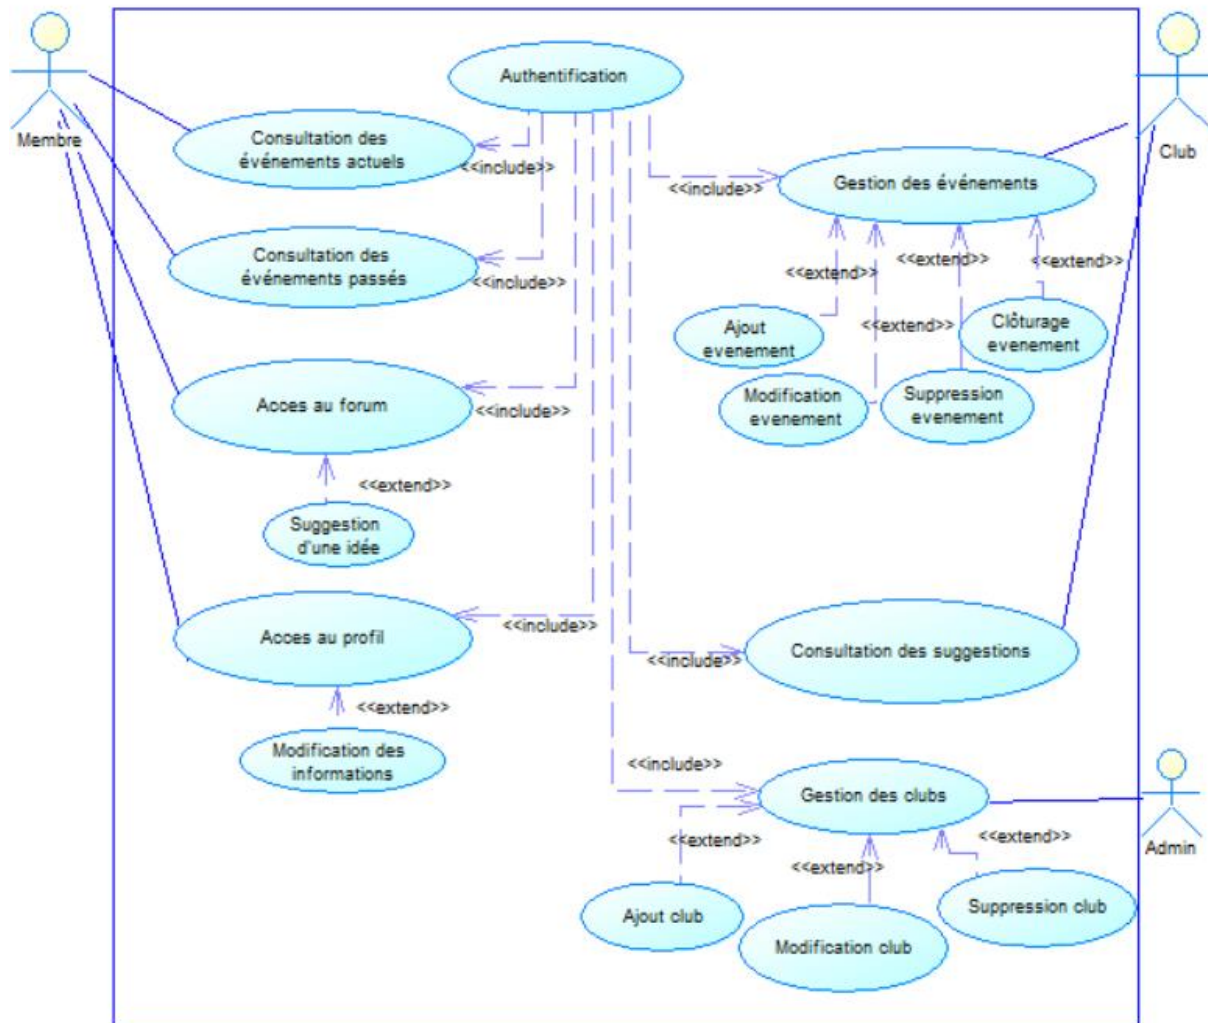 Authentification
Membre
Club
Consultation des
événements actuels
<<include>>
<<include>>
Gestion des événements
Consultation des
événements passés
<<include>>
<<extend>>
<<extend>>
<<extend>>
<<extend>>
Ajout
evenement
Clôturage
evenement
Modification
evenement
Suppression
evenement
Acces au forum
<<include>>
<<extend>>
Suggestion
d'une idée
Acces au profil
<<include>>
Consultation des suggestions
<<include>>
<<extend>>
Modification des
informations
<<include>>
Gestion des clubs
Admin
<<extend>>
<<extend>>
<<extend>>
Ajout club
Modification club
Suppression club